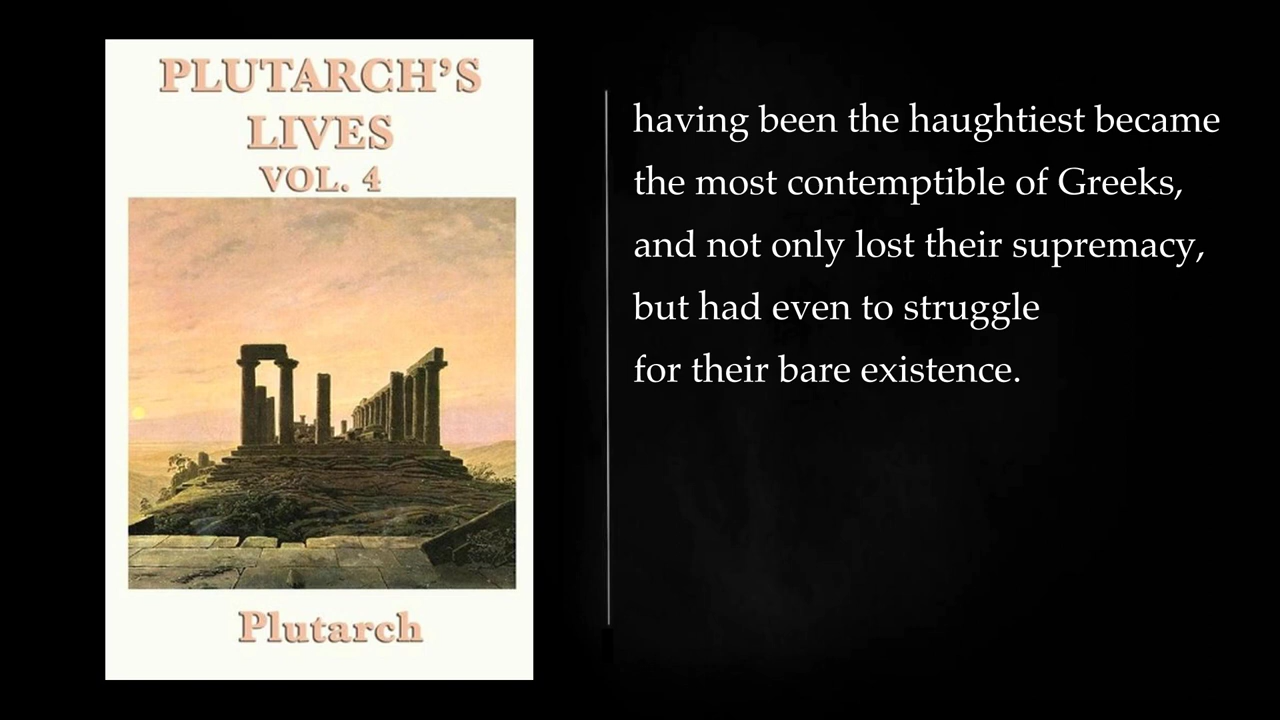 PLUTARCH'S
LIVES
VOL. 4
Plutarch
having been the haughtiest became
the most contemptible of Greeks,
and not only lost their supremacy,
but had even to struggle
for their bare existence.